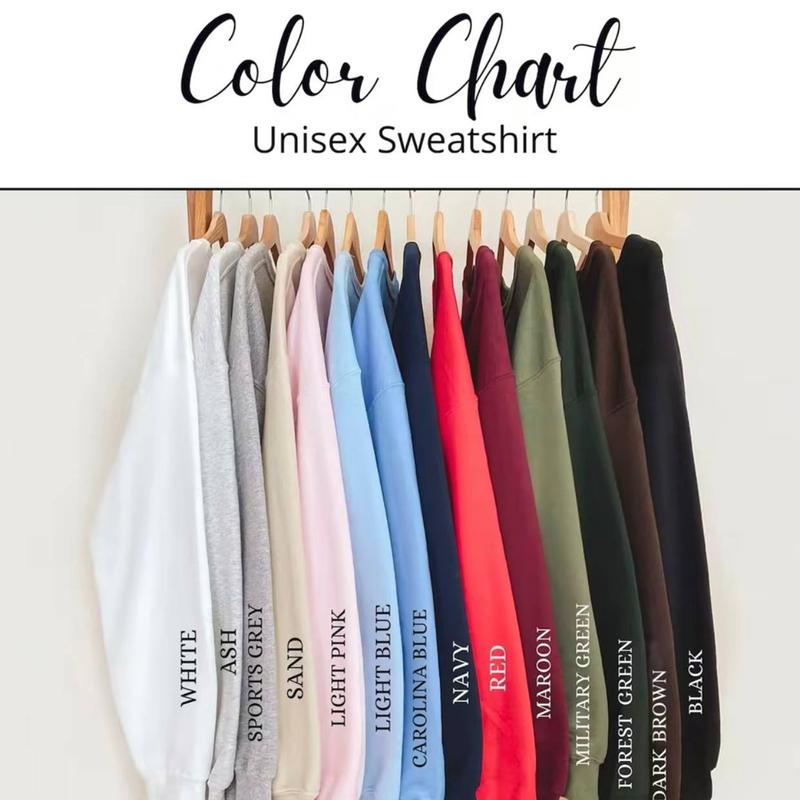 Color Chart
Unisex Sweatshirt
WHITE
ASH
SPORTS GREY
SAND
LIGHT PINK
LIGHT BLUE
CAROLINA BLUE
NAVY
RED
MAROON
MILITARY GREEN
FOREST GREEN
DARK BROWN
BLACK